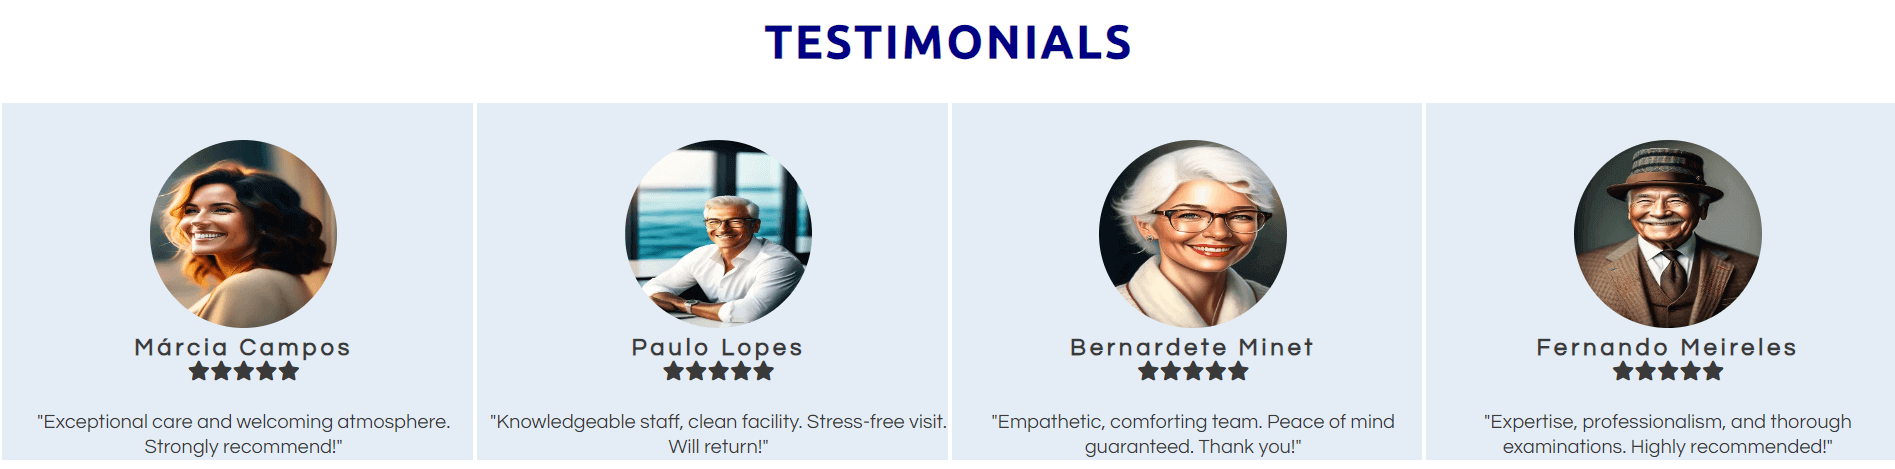 TESTIMONIALS
Márcia Campos
"Exceptional care and welcoming atmosphere.
Strongly recommend!"
Paulo Lopes
"Knowledgeable staff, clean facility. Stress-free visit.
Will return!"
Bernardete Minet
"Empathetic, comforting team. Peace of mind
guaranteed. Thank you!"
Fernando Meireles
"Expertise, professionalism, and thorough
examinations. Highly recommended!"